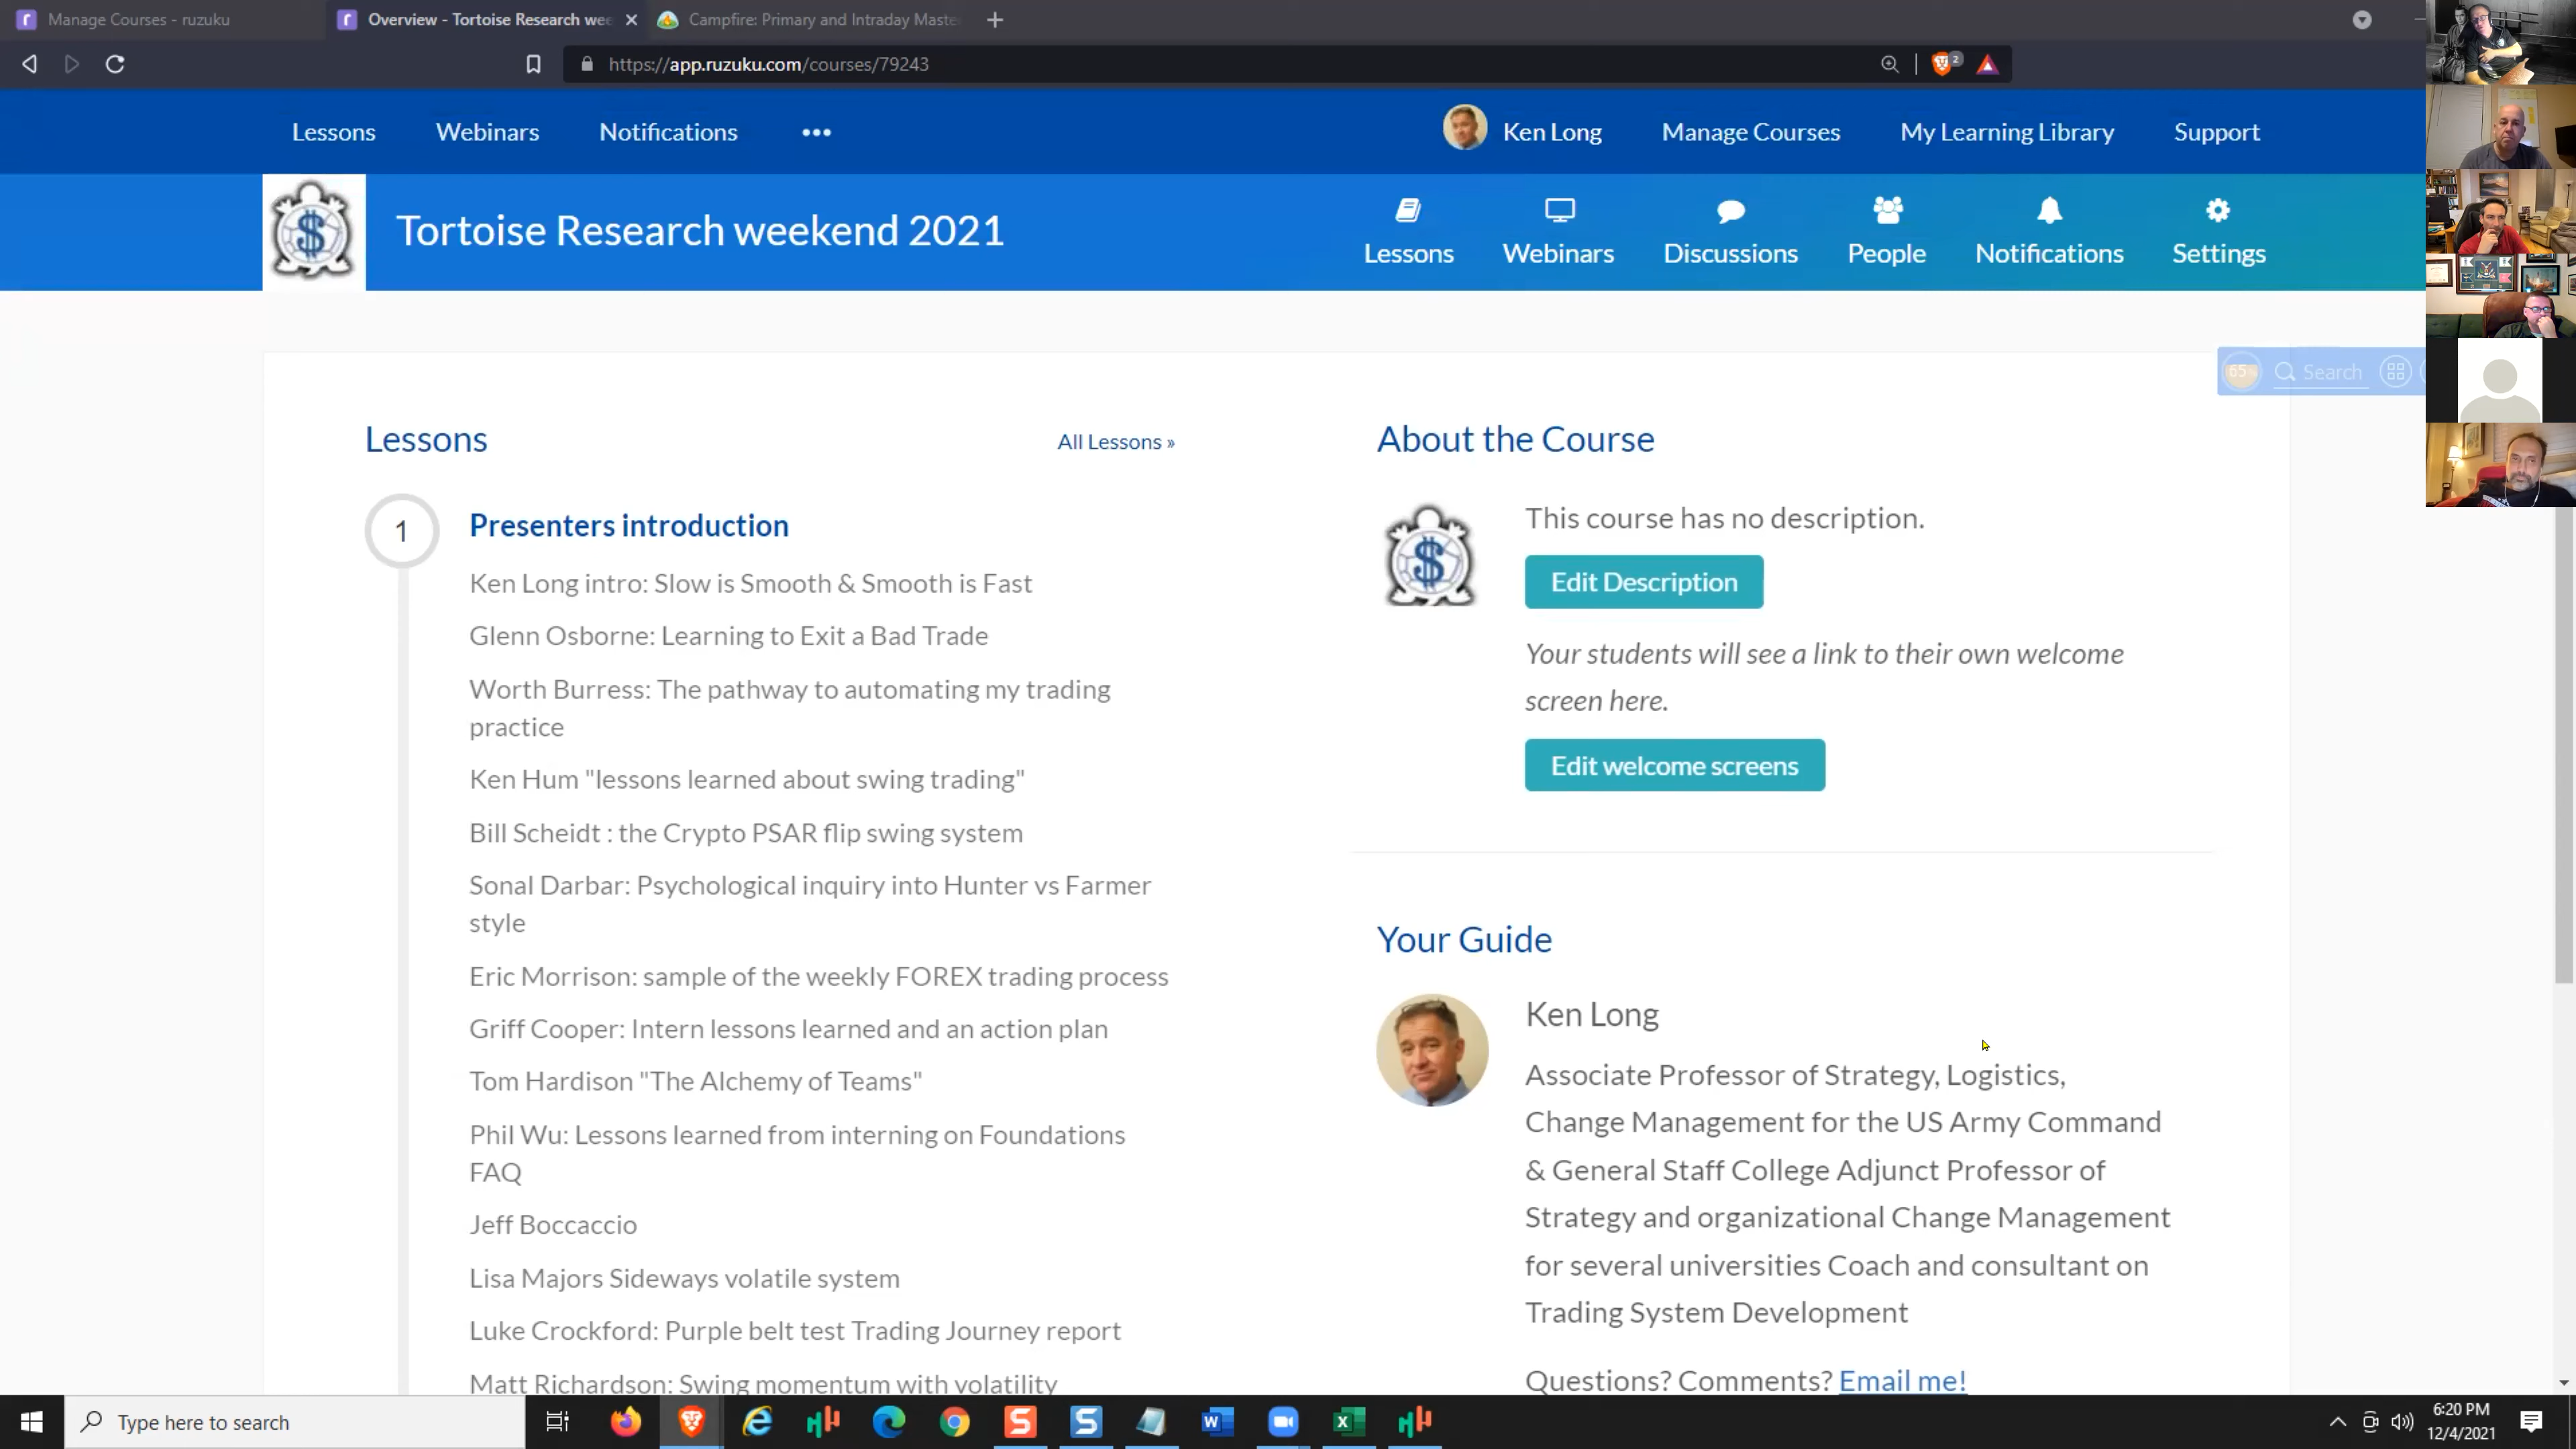 Manage Courses - ruzuku
Overview - Tortoise Research wee
Campfire: Primary and Intraday Maste
https://app.ruzuku.com/courses/79243
2
Lessons
Webinars
Notifications
Ken Long
Manage Courses
My Learning Library
Support
Tortoise Research weekend 2021
Lessons
Webinars
Discussions
People
Notifications
Settings
65%
Search
Lessons
All Lessons »
1
Presenters introduction
Ken Long intro: Slow is Smooth & Smooth is Fast
Glenn Osborne: Learning to Exit a Bad Trade
Worth Burress: The pathway to automating my trading
practice
Ken Hum "lessons learned about swing trading"
Bill Scheidt : the Crypto PSAR flip swing system
Sonal Darbar: Psychological inquiry into Hunter vs Farmer
style
Eric Morrison: sample of the weekly FOREX trading process
Griff Cooper: Intern lessons learned and an action plan
Tom Hardison "The Alchemy of Teams"
Phil Wu: Lessons learned from interning on Foundations
FAQ
Jeff Boccaccio
Lisa Majors Sideways volatile system
Luke Crockford: Purple belt test Trading Journey report
Matt Richardson: Swing momentum with volatility
About the Course
This course has no description.
Edit Description
Your students will see a link to their own welcome
screen here.
Edit welcome screens
Your Guide
Ken Long
Associate Professor of Strategy, Logistics,
Change Management for the US Army Command
& General Staff College Adjunct Professor of
Strategy and organizational Change Management
for several universities Coach and consultant on
Trading System Development
Questions? Comments? Email me!
Type here to search
6:20 PM
12/4/2021